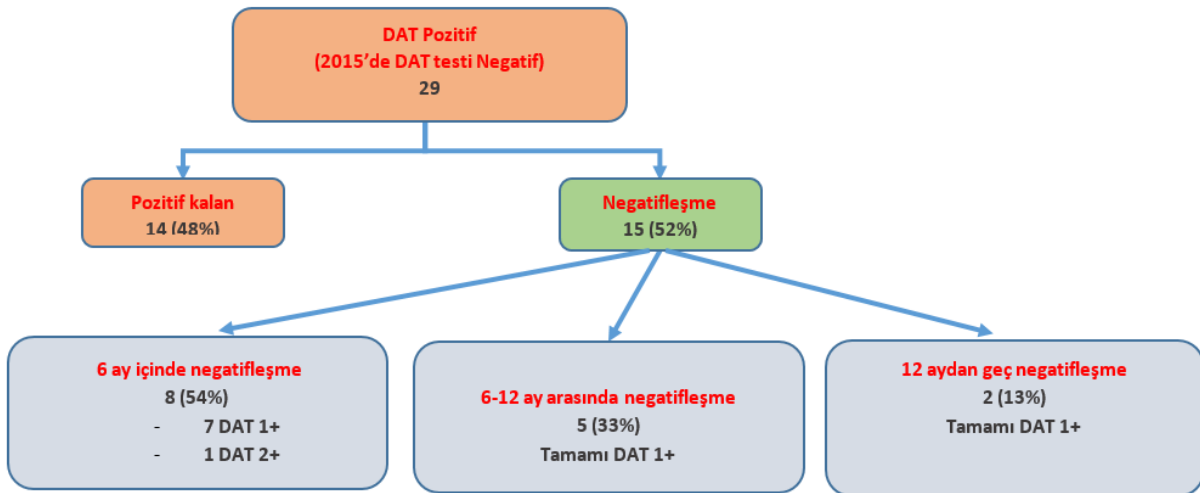 DAT Pozitif
(2015’de DAT testi Negatif)
29
Pozitif kalan
14 (48%)
Negatifleşme
15 (52%)
6 ay içinde negatifleşme
8 (54%)
- 7 DAT 1+
- 1 DAT 2+
6-12 ay arasında negatifleşme
5 (33%)
Tamamı DAT 1+
12 aydan geç negatifleşme
2 (13%)
Tamamı DAT 1+